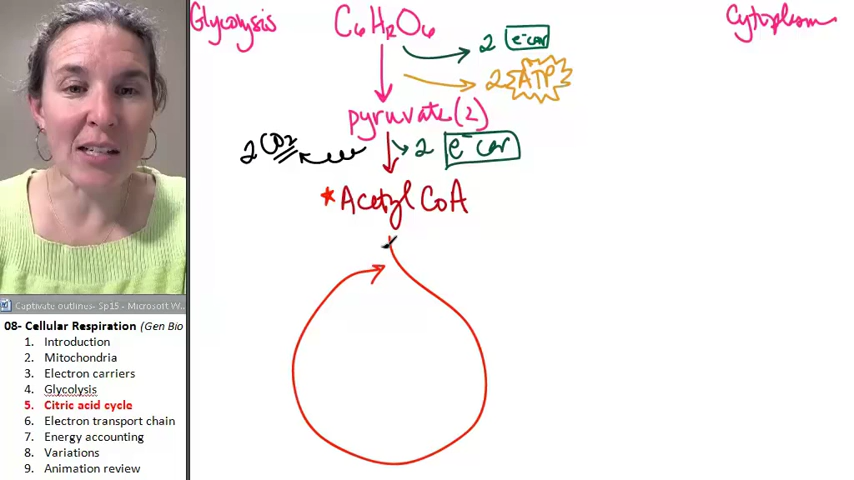 Glycolysis
C6H12O6
Cytoplasm
2 e- car
2 ATP
pyruvate (2)
2 CO2
2 e- car
*Acetyl CoA
Captivate outlines- Sp15 - Microsoft W.
08- Cellular Respiration (Gen Bio
1. Introduction
2. Mitochondria
3. Electron carriers
4. Glycolysis
5. Citric acid cycle
6. Electron transport chain
7. Energy accounting
8. Variations
9. Animation review